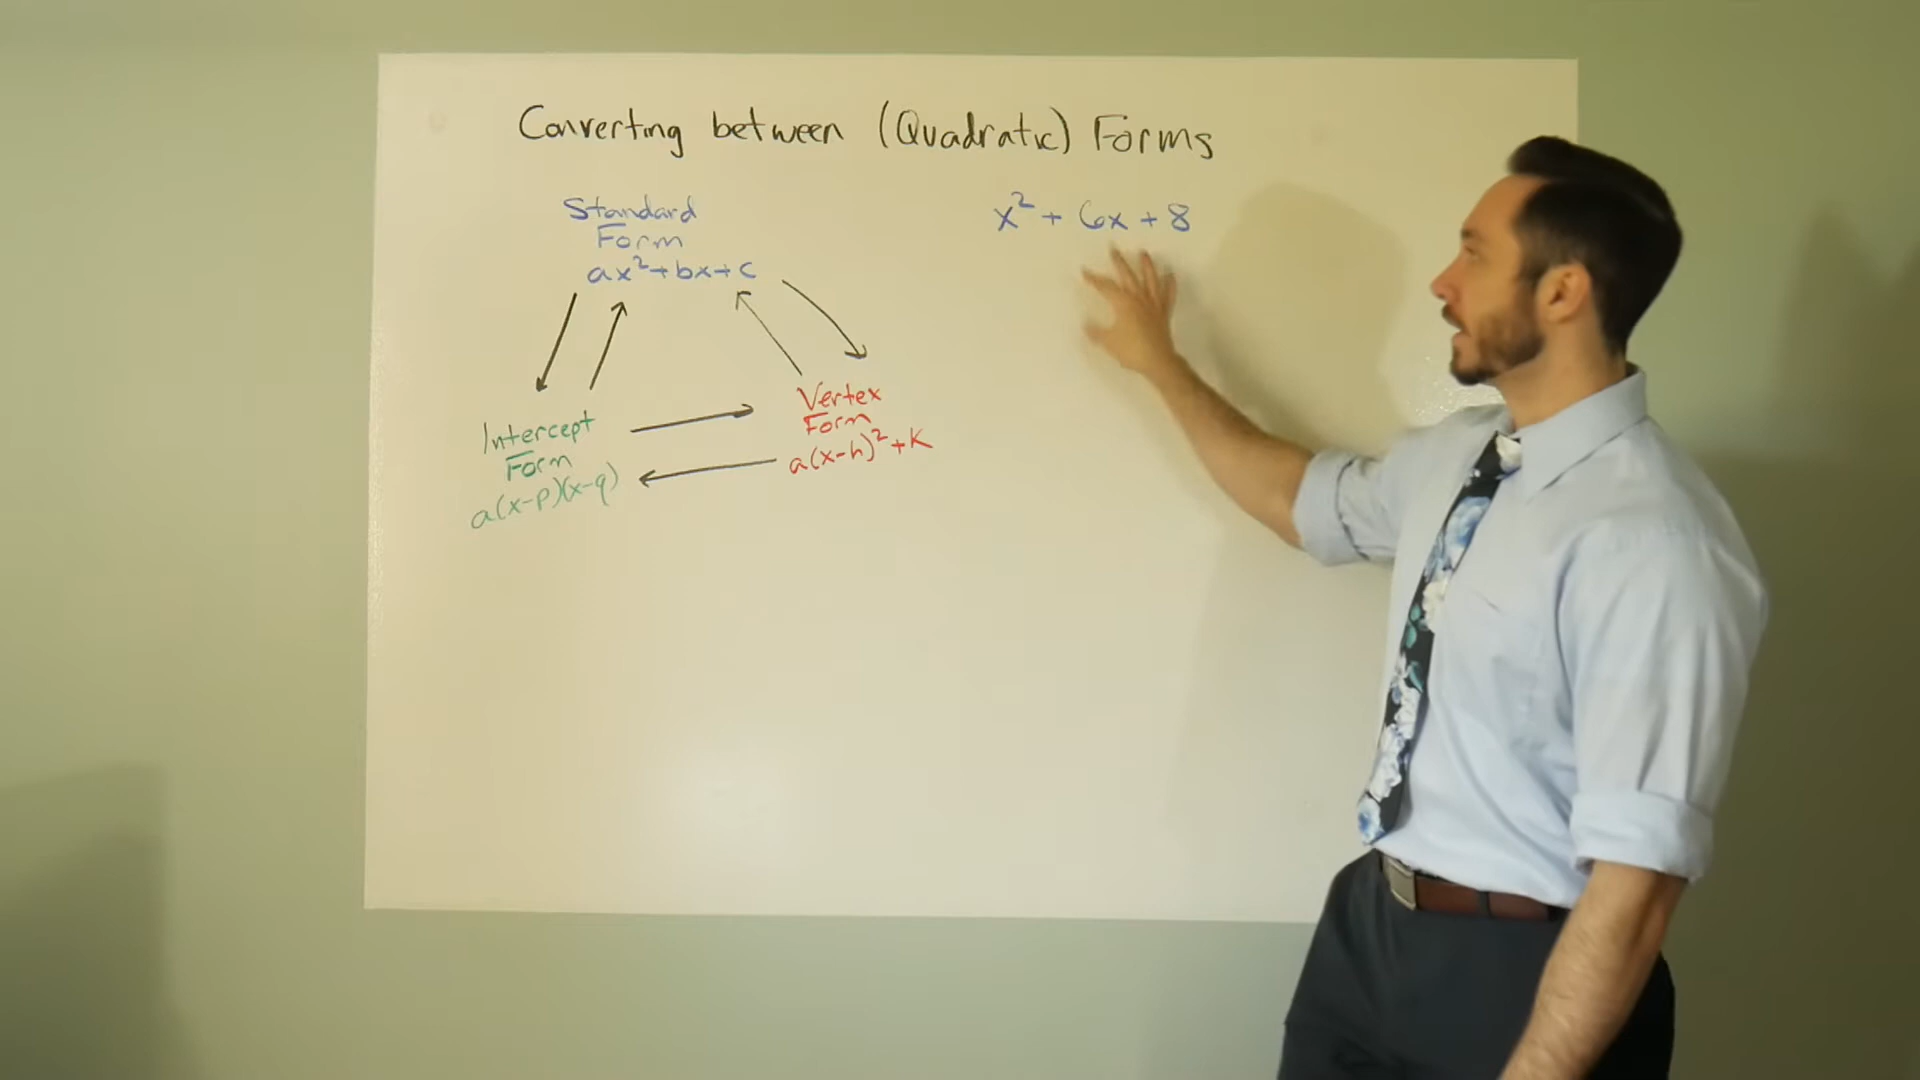 Converting between (Quadratic) Forms
Standard
Form
ax²+bx+c
x² + 6x + 8
Intercept
Form
a(x-p)(x-q)
Vertex
Form
a(x-h)²+K